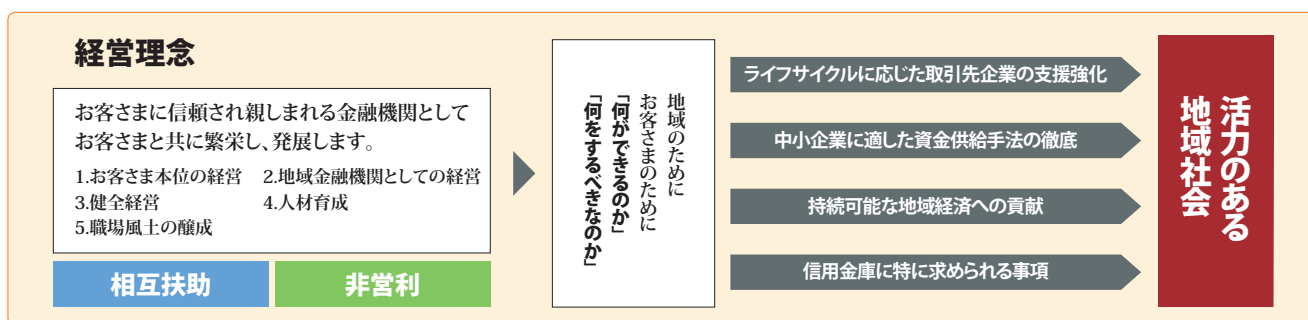 経営理念
お客さまに信頼され親しまれる金融機関として
お客さまと共に繁栄し、発展します。
1.お客さま本位の経営 2.地域金融機関としての経営
3.健全経営 4.人材育成
5.職場風土の醸成
相互扶助
非営利
地域のために
お客さまのために
「何ができるのか」
「何をするべきなのか」
ライフサイクルに応じた取引先企業の支援強化
中小企業に適した資金供給手法の徹底
持続可能な地域経済への貢献
信用金庫に特に求められる事項
活力のある
地域社会